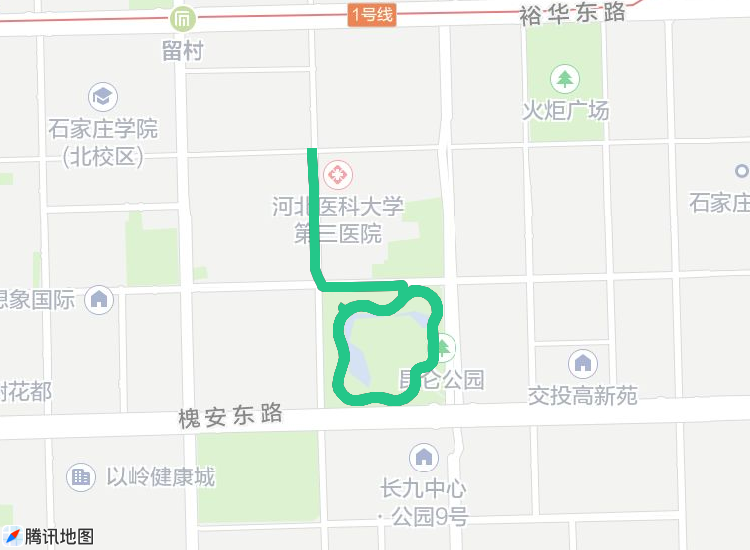 1号线
裕华东路
留村
火炬广场
石家庄学院
(北校区)
河北医科大学
第三医院
石家庄
想象国际
昆仑公园
交投高新苑
树花都
槐安东路
以岭健康城
长九中心
·公园9号
腾讯地图